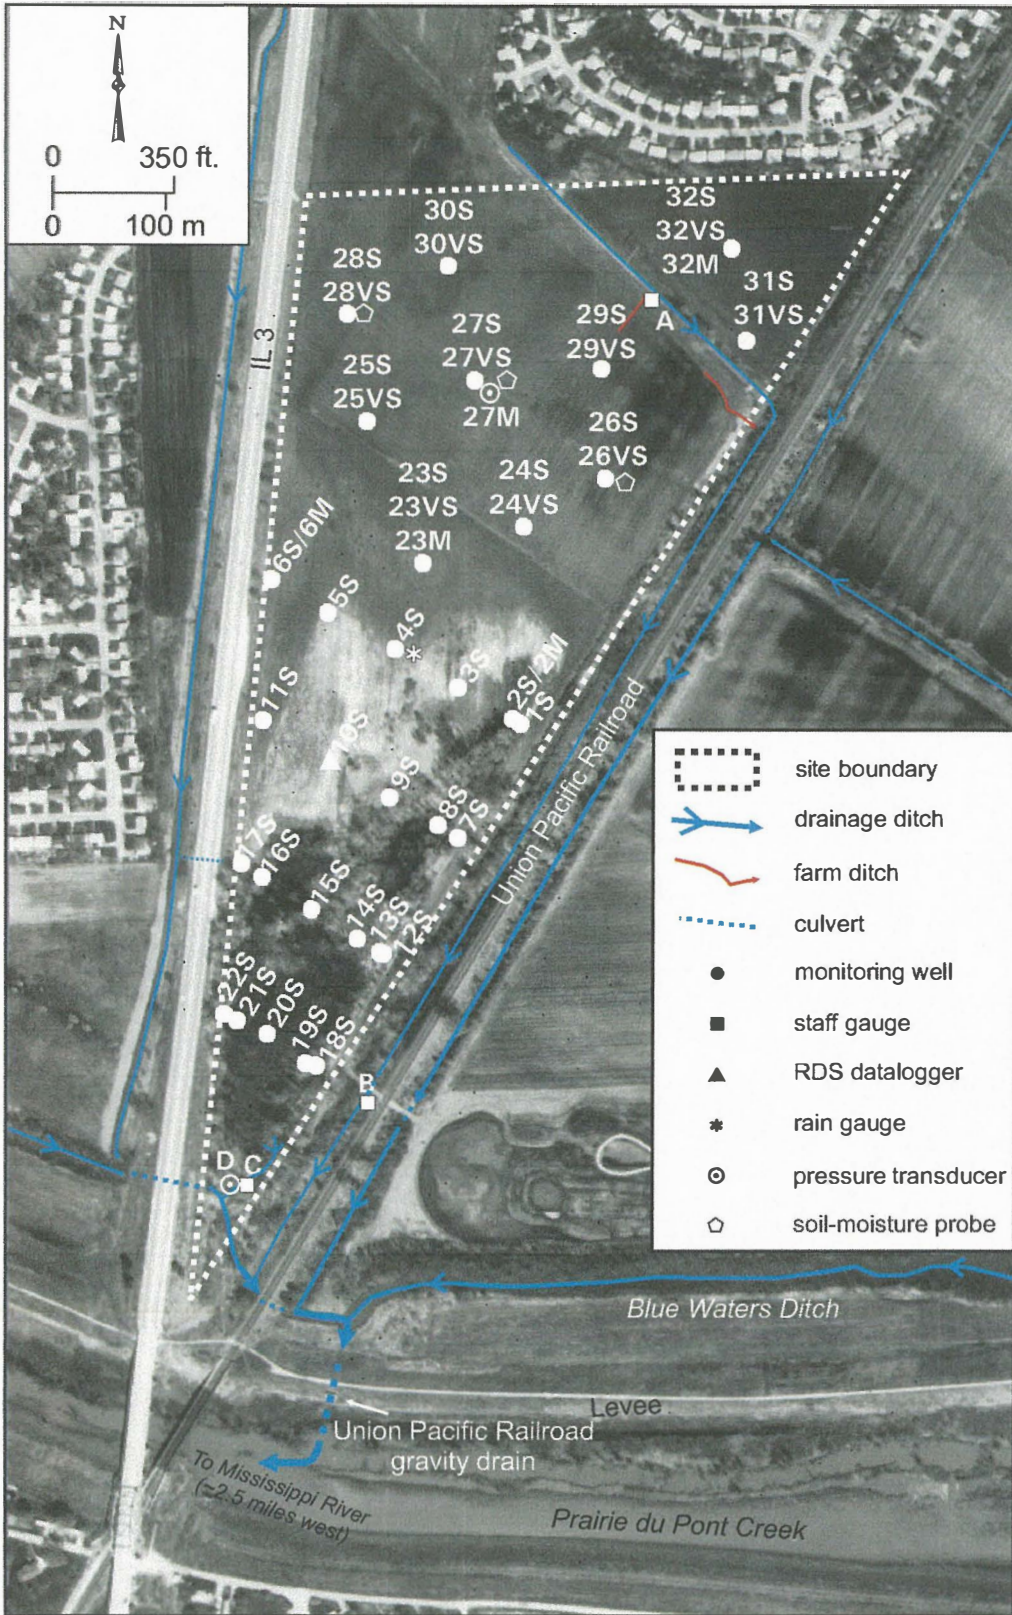 N
0 350 ft.
0 100 m
IL 3
30S
30VS
32S
32VS
32M
28S
28VS
31S
31VS
A
29S
29VS
27S
27VS
27M
25S
25VS
26S
26VS
24S
24VS
23S
23VS
23M
6S/6M
5S
4S
3S
2S/2M
1S
11S
10S
9S
8S
7S
17S
16S
15S
14S
13S
12S
22S
21S
20S
19S
18S
B
D
C
Union Pacific Railroad
site boundary
drainage ditch
farm ditch
culvert
monitoring well
staff gauge
RDS datalogger
rain gauge
pressure transducer
soil-moisture probe
Blue Waters Ditch
Levee
Union Pacific Railroad
gravity drain
To Mississippi River
(≈2.5 miles west)
Prairie du Pont Creek